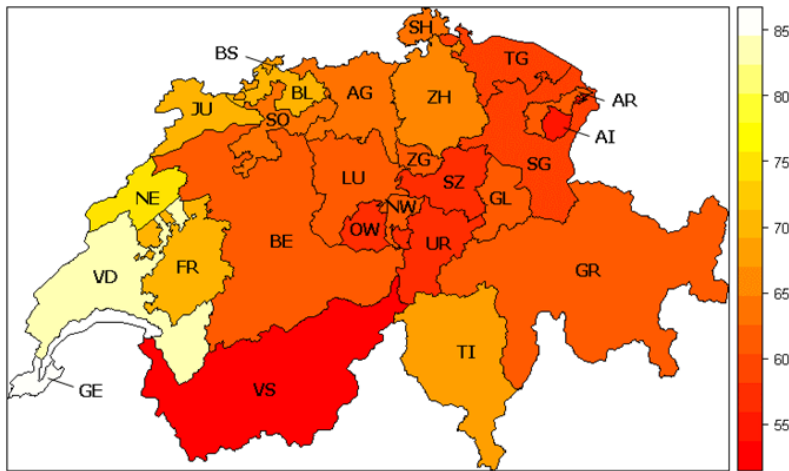 SH
BS
TG
BL
AG
ZH
AR
JU
SO
AI
ZG
SG
LU
SZ
NE
GL
NW
OW
UR
BE
FR
GR
VD
TI
GE
VS
85
80
75
70
65
60
55